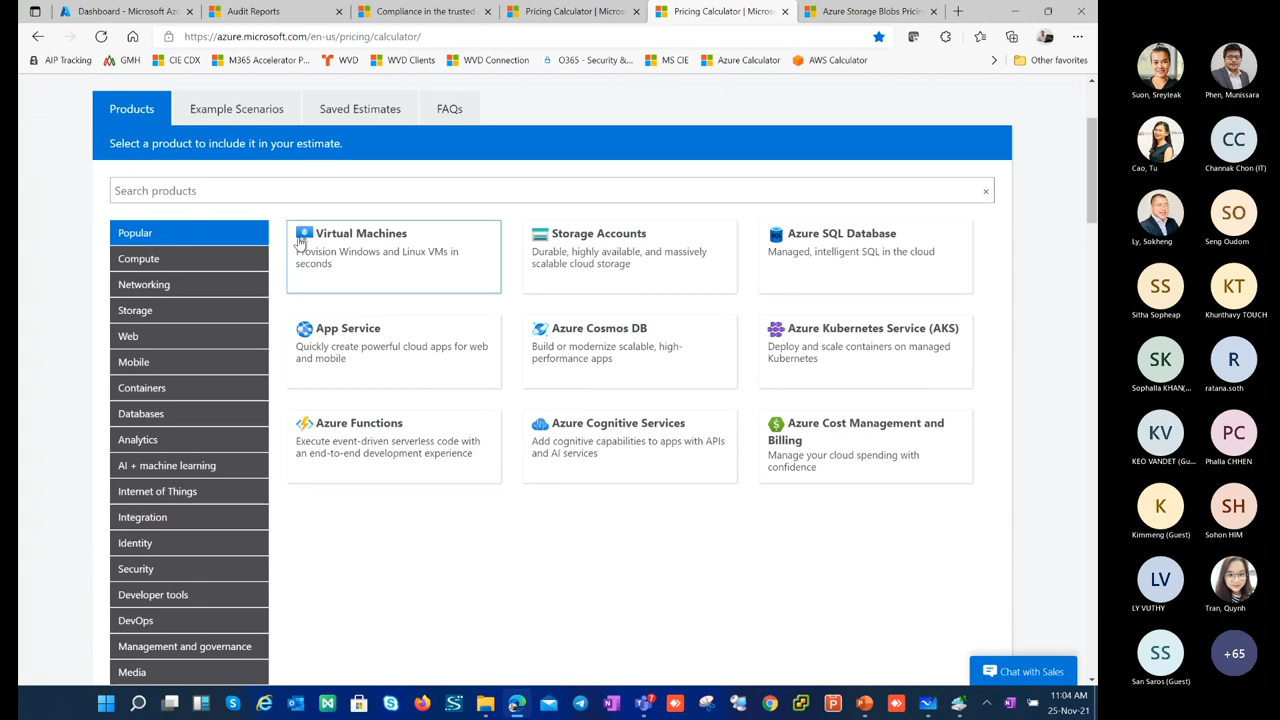 Dashboard - Microsoft Az
Audit Reports
Compliance in the truste
Pricing Calculator | Micros
Pricing Calculator | Micros
Azure Storage Blobs Prici
https://azure.microsoft.com/en-us/pricing/calculator/
AIP Tracking
GMH
CIE CDX
M365 Accelerator P...
WVD
WVD Clients
WVD Connection
O365 - Security &...
MS CIE
Azure Calculator
AWS Calculator
Other favorites
Products
Example Scenarios
Saved Estimates
FAQs
Select a product to include it in your estimate.
Search products
Popular
Compute
Networking
Storage
Web
Mobile
Containers
Databases
Analytics
AI + machine learning
Internet of Things
Integration
Identity
Security
Developer tools
DevOps
Management and governance
Media
Virtual Machines
Provision Windows and Linux VMs in
seconds
Storage Accounts
Durable, highly available, and massively
scalable cloud storage
Azure SQL Database
Managed, intelligent SQL in the cloud
App Service
Quickly create powerful cloud apps for web
and mobile
Azure Cosmos DB
Build or modernize scalable, high-
performance apps
Azure Kubernetes Service (AKS)
Deploy and scale containers on managed
Kubernetes
Azure Functions
Execute event-driven serverless code with
an end-to-end development experience
Azure Cognitive Services
Add cognitive capabilities to apps with APIs
and AI services
Azure Cost Management and
Billing
Manage your cloud spending with
confidence
Chat with Sales
11:04 AM
25-Nov-21
Suon, Sreyleak
Phen, Munissara
Cao, Tu
CC
Channak Chon (IT)
Ly, Sokheng
SO
Seng Oudom
SS
Sitha Sopheap
KT
Khunthavy TOUCH
SK
Sophalla KHAN(...
R
ratana.soth
KV
KEO VANDET (Gu...
PC
Phalla CHHEN
K
Kimmeng (Guest)
SH
Sohon HIM
LV
LY VUTHY
Tran, Quynh
SS
San Saros (Guest)
+65